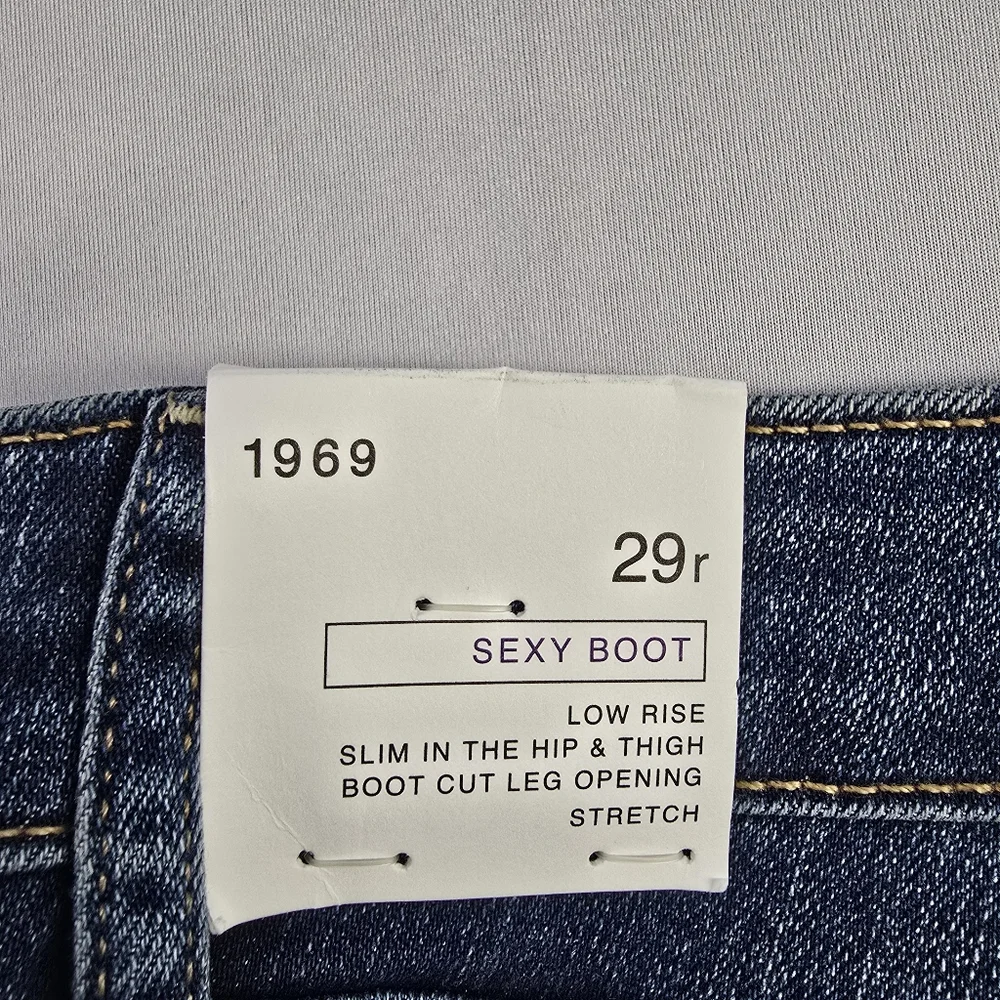 1969
29r
SEXY BOOT
LOW RISE
SLIM IN THE HIP & THIGH
BOOT CUT LEG OPENING
STRETCH